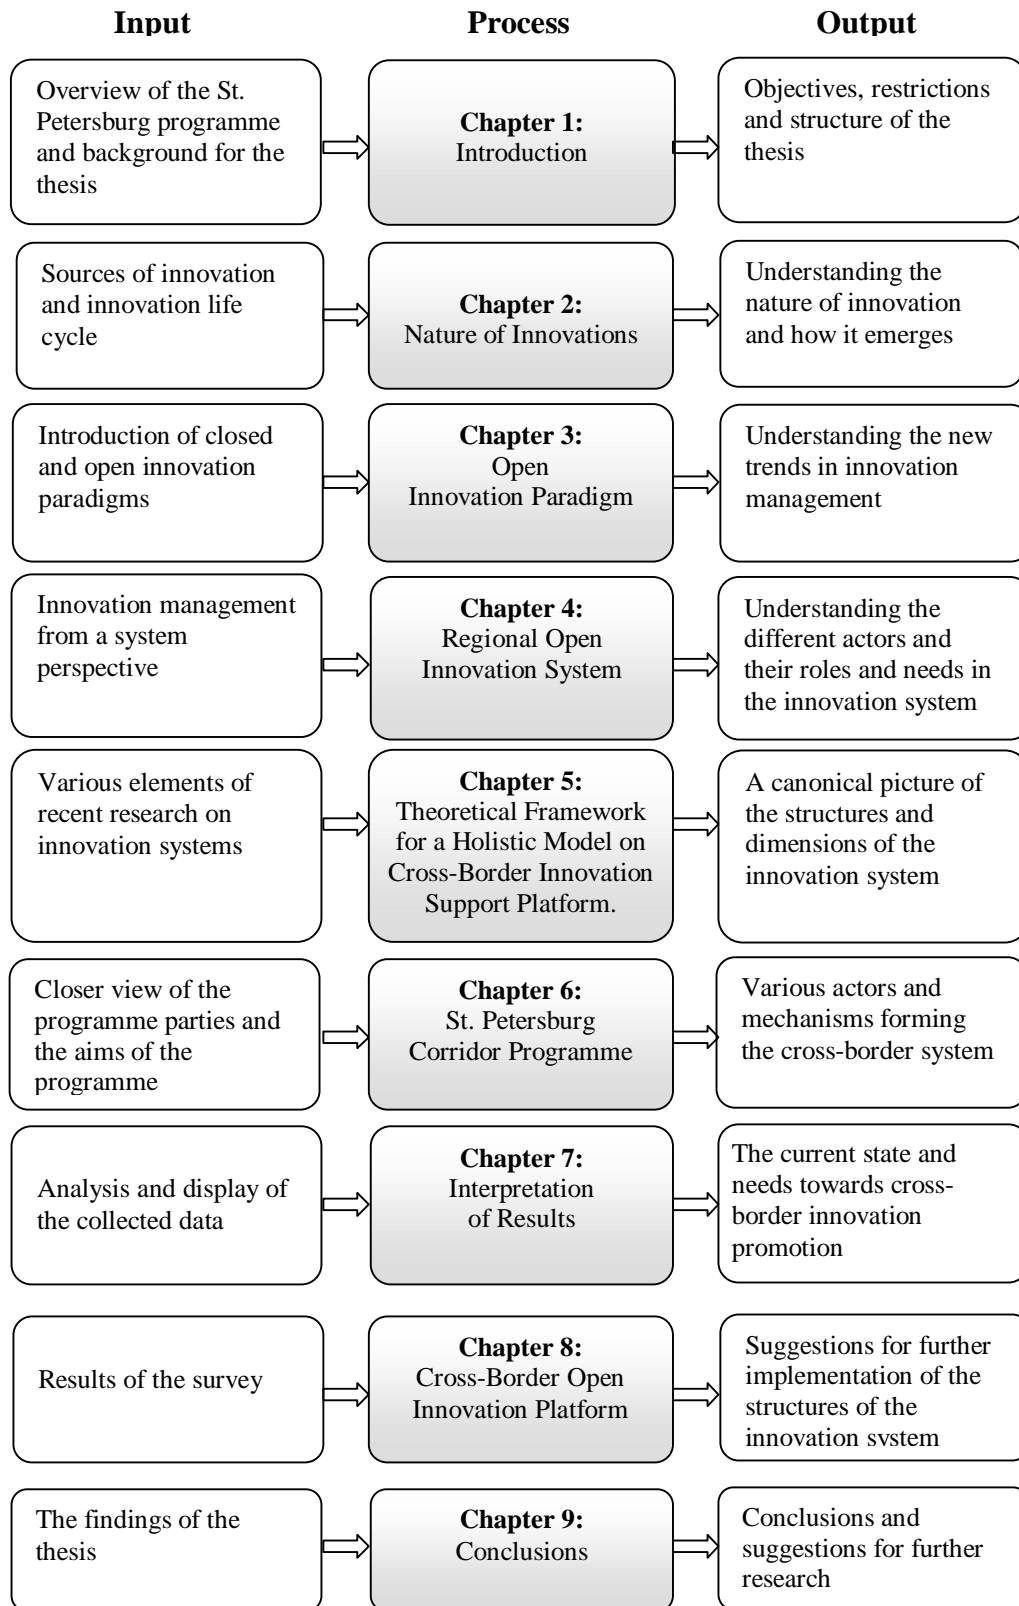 Input
Process
Output
Overview of the St.
Petersburg programme
and background for the
thesis
Chapter 1:
Introduction
Objectives, restrictions
and structure of the
thesis
Sources of innovation
and innovation life
cycle
Chapter 2:
Nature of Innovations
Understanding the
nature of innovation
and how it emerges
Introduction of closed
and open innovation
paradigms
Chapter 3:
Open
Innovation Paradigm
Understanding the new
trends in innovation
management
Innovation management
from a system
perspective
Chapter 4:
Regional Open
Innovation System
Understanding the
different actors and
their roles and needs in
the innovation system
Various elements of
recent research on
innovation systems
Chapter 5:
Theoretical Framework
for a Holistic Model on
Cross-Border Innovation
Support Platform.
A canonical picture of
the structures and
dimensions of the
innovation system
Closer view of the
programme parties and
the aims of the
programme
Chapter 6:
St. Petersburg
Corridor Programme
Various actors and
mechanisms forming
the cross-border system
Analysis and display of
the collected data
Chapter 7:
Interpretation
of Results
The current state and
needs towards cross-
border innovation
promotion
Results of the survey
Chapter 8:
Cross-Border Open
Innovation Platform
Suggestions for further
implementation of the
structures of the
innovation system
The findings of the
thesis
Chapter 9:
Conclusions
Conclusions and
suggestions for further
research